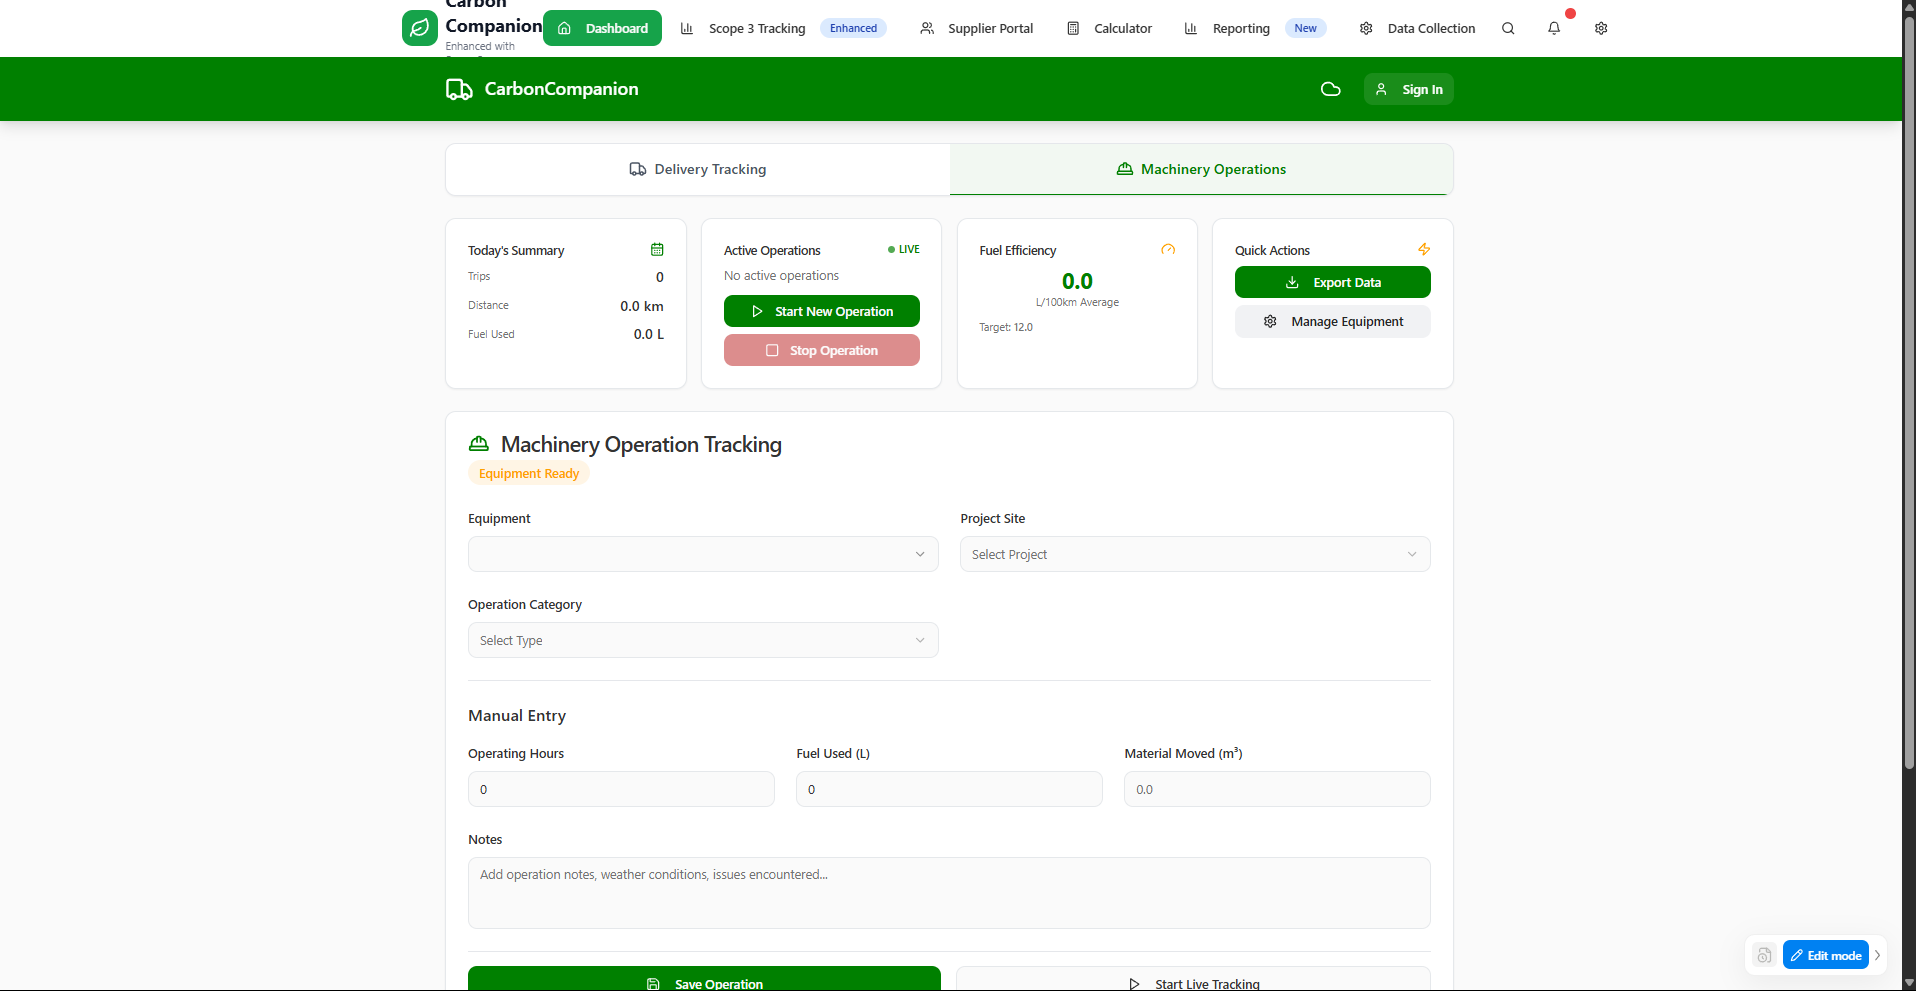 Carbon
Companion
Enhanced with
Dashboard
Scope 3 Tracking
Enhanced
Supplier Portal
Calculator
Reporting
New
Data Collection
CarbonCompanion
Sign In
Delivery Tracking
Machinery Operations
Today's Summary
Trips 0
Distance 0.0 km
Fuel Used 0.0 L
Active Operations
LIVE
No active operations
Start New Operation
Stop Operation
Fuel Efficiency
0.0
L/100km Average
Target: 12.0
Quick Actions
Export Data
Manage Equipment
Machinery Operation Tracking
Equipment Ready
Equipment
Project Site
Select Project
Operation Category
Select Type
Manual Entry
Operating Hours
0
Fuel Used (L)
0
Material Moved (m³)
0.0
Notes
Add operation notes, weather conditions, issues encountered...
Save Operation
Start Live Tracking
Edit mode